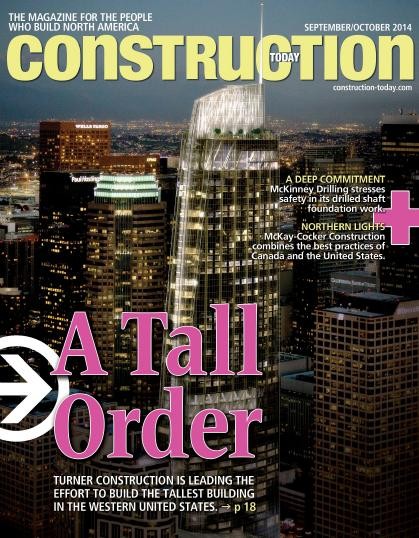 THE MAGAZINE FOR THE PEOPLE
WHO BUILD NORTH AMERICA
SEPTEMBER/OCTOBER 2014
CONSTRUCTION
TODAY
construction-today.com
WELLS FARGO
PaulHastings
A DEEP COMMITMENT
McKinney Drilling stresses
safety in its drilled shaft
foundation work.
NORTHERN LIGHTS
McKay-Cocker Construction
combines the best practices of
Canada and the United States.
A Tall
Order
TURNER CONSTRUCTION IS LEADING THE
EFFORT TO BUILD THE TALLEST BUILDING
IN THE WESTERN UNITED STATES. → p 18